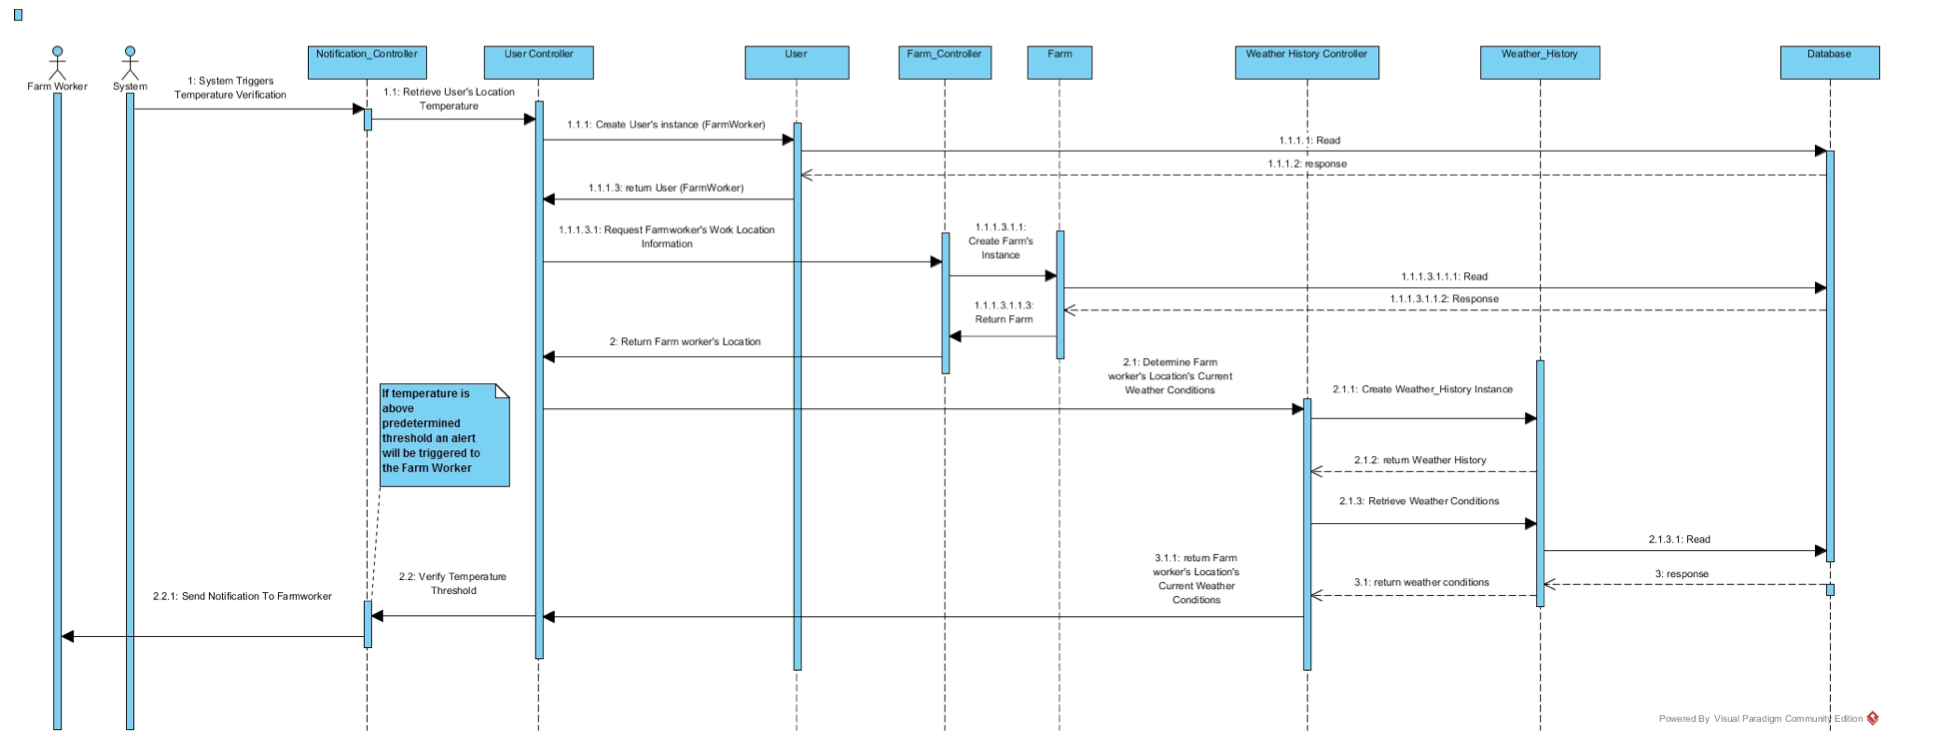 Farm Worker
System
Notification_Controller
User Controller
User
Farm_Controller
Farm
Weather History Controller
Weather_History
Database
1: System Triggers
Temperature Verification
1.1: Retrieve User's Location
Temperature
1.1.1: Create User's instance (FarmWorker)
1.1.1.1: Read
1.1.1.2: response
1.1.1.3: return User (FarmWorker)
1.1.1.3.1: Request Farmworker's Work Location
Information
1.1.1.3.1.1:
Create Farm's
Instance
1.1.1.3.1.1.1: Read
1.1.1.3.1.1.2: Response
1.1.1.3.1.1.3:
Return Farm
2: Return Farm worker's Location
2.1: Determine Farm
worker's Location's Current
Weather Conditions
2.1.1: Create Weather_History Instance
If temperature is
above
predetermined
threshold an alert
will be triggered to
the Farm Worker
2.1.2: return Weather History
2.1.3: Retrieve Weather Conditions
2.1.3.1: Read
3: response
3.1: return weather conditions
3.1.1: return Farm
worker's Location's
Current Weather
Conditions
2.2: Verify Temperature
Threshold
2.2.1: Send Notification To Farmworker
Powered By Visual Paradigm Community Edition